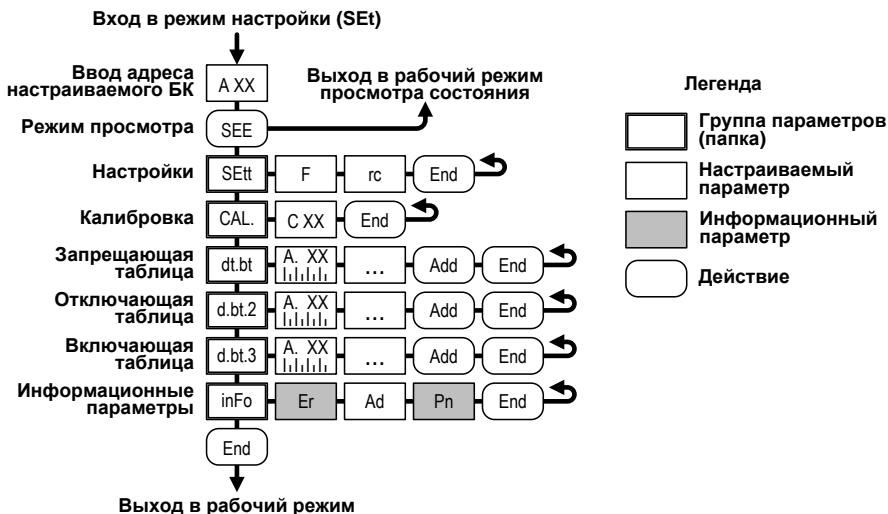 Вход в режим настройки (SEt)
Ввод адреса
настраиваемого БК
A XX
Выход в рабочий режим
просмотра состояния
Режим просмотра
SEE
Настройки
SEtt
F
rc
End
Калибровка
CAL.
C XX
End
Запрещающая
таблица
dt.bt
A. XX
...
Add
End
Отключающая
таблица
d.bt.2
A. XX
...
Add
End
Включающая
таблица
d.bt.3
A. XX
...
Add
End
Информационные
параметры
inFo
Er
Ad
Pn
End
End
Выход в рабочий режим
Легенда
Группа параметров
(папка)
Настраиваемый
параметр
Информационный
параметр
Действие